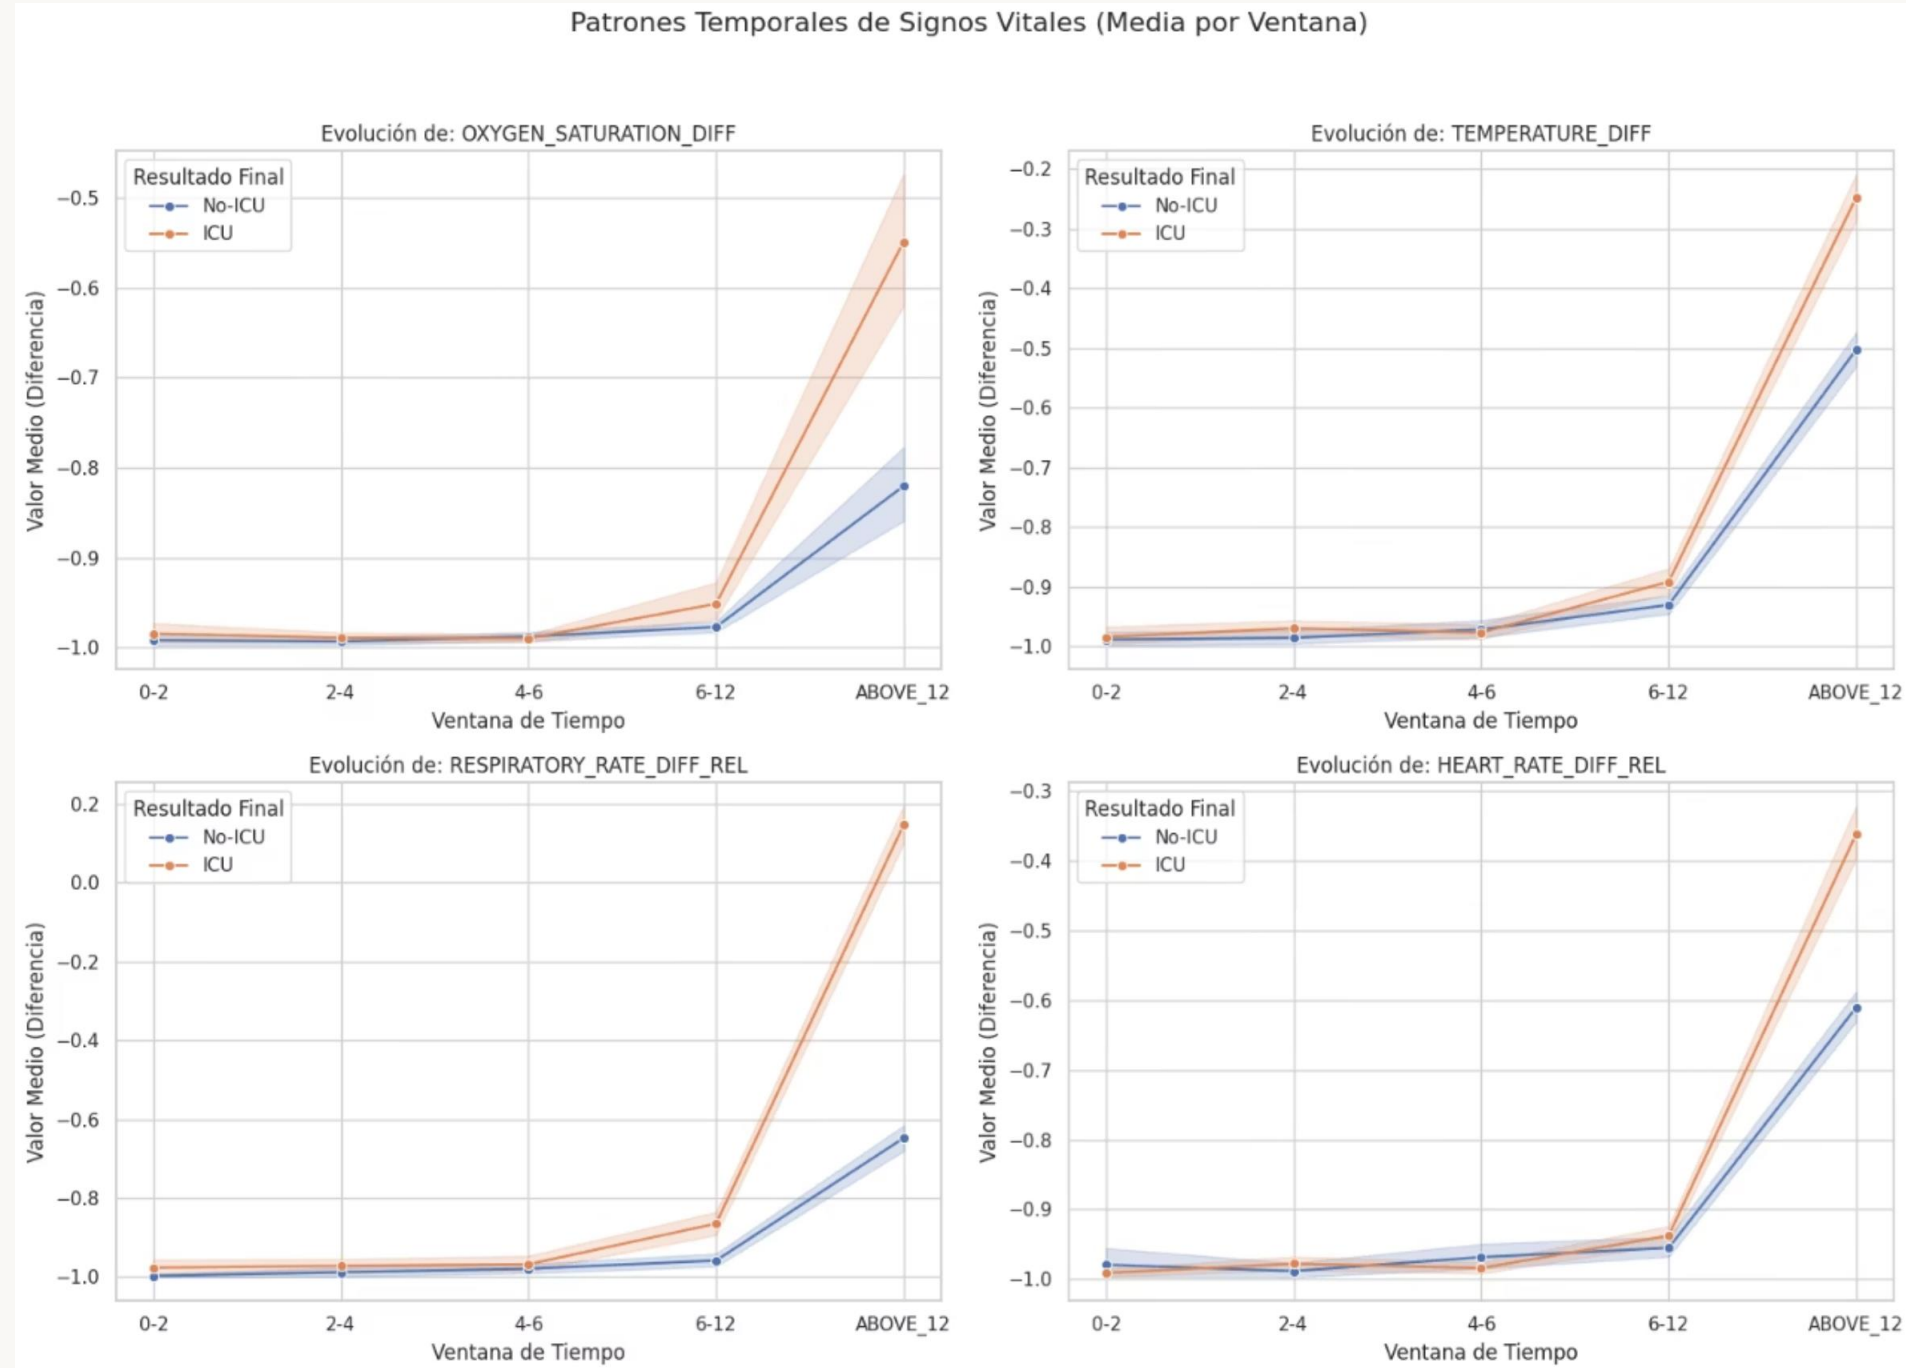 Patrones Temporales de Signos Vitales (Media por Ventana)
Evolución de: OXYGEN_SATURATION_DIFF
Resultado Final
No-ICU
ICU
Valor Medio (Diferencia)
−0.5
−0.6
−0.7
−0.8
−0.9
−1.0
0-2 2-4 4-6 6-12 ABOVE_12
Ventana de Tiempo
Evolución de: TEMPERATURE_DIFF
Resultado Final
No-ICU
ICU
Valor Medio (Diferencia)
−0.2
−0.3
−0.4
−0.5
−0.6
−0.7
−0.8
−0.9
−1.0
0-2 2-4 4-6 6-12 ABOVE_12
Ventana de Tiempo
Evolución de: RESPIRATORY_RATE_DIFF_REL
Resultado Final
No-ICU
ICU
Valor Medio (Diferencia)
0.2
0.0
−0.2
−0.4
−0.6
−0.8
−1.0
0-2 2-4 4-6 6-12 ABOVE_12
Ventana de Tiempo
Evolución de: HEART_RATE_DIFF_REL
Resultado Final
No-ICU
ICU
Valor Medio (Diferencia)
−0.3
−0.4
−0.5
−0.6
−0.7
−0.8
−0.9
−1.0
0-2 2-4 4-6 6-12 ABOVE_12
Ventana de Tiempo